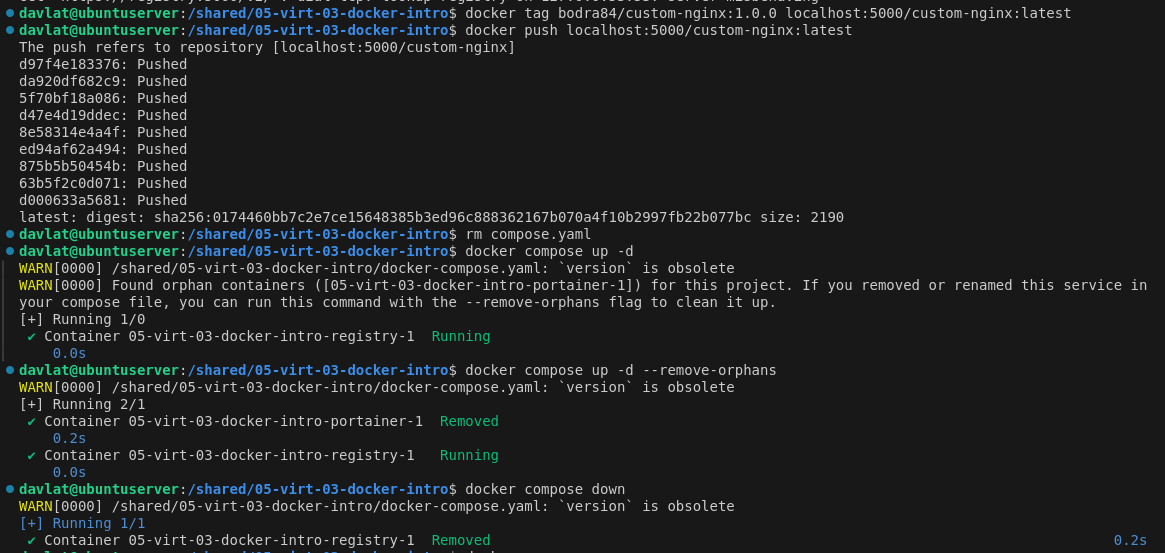 davlat@ubuntuserver:/shared/05-virt-03-docker-intro$ docker tag bodra84/custom-nginx:1.0.0 localhost:5000/custom-nginx:latest
davlat@ubuntuserver:/shared/05-virt-03-docker-intro$ docker push localhost:5000/custom-nginx:latest
The push refers to repository [localhost:5000/custom-nginx]
d97f4e183376: Pushed
da920df682c9: Pushed
5f70bf18a086: Pushed
d47e4d19ddec: Pushed
8e58314e4a4f: Pushed
ed94af62a494: Pushed
875b5b50454b: Pushed
63b5f2c0d071: Pushed
d000633a5681: Pushed
latest: digest: sha256:0174460bb7c2e7ce15648385b3ed96c888362167b070a4f10b2997fb22b077bc size: 2190
davlat@ubuntuserver:/shared/05-virt-03-docker-intro$ rm compose.yaml
davlat@ubuntuserver:/shared/05-virt-03-docker-intro$ docker compose up -d
WARN[0000] /shared/05-virt-03-docker-intro/docker-compose.yaml: `version` is obsolete
WARN[0000] Found orphan containers ([05-virt-03-docker-intro-portainer-1]) for this project. If you removed or renamed this service in
your compose file, you can run this command with the --remove-orphans flag to clean it up.
[+] Running 1/0
✔ Container 05-virt-03-docker-intro-registry-1 Running
0.0s
davlat@ubuntuserver:/shared/05-virt-03-docker-intro$ docker compose up -d --remove-orphans
WARN[0000] /shared/05-virt-03-docker-intro/docker-compose.yaml: `version` is obsolete
[+] Running 2/1
✔ Container 05-virt-03-docker-intro-portainer-1 Removed
0.2s
✔ Container 05-virt-03-docker-intro-registry-1 Running
0.0s
davlat@ubuntuserver:/shared/05-virt-03-docker-intro$ docker compose down
WARN[0000] /shared/05-virt-03-docker-intro/docker-compose.yaml: `version` is obsolete
[+] Running 1/1
✔ Container 05-virt-03-docker-intro-registry-1 Removed 0.2s